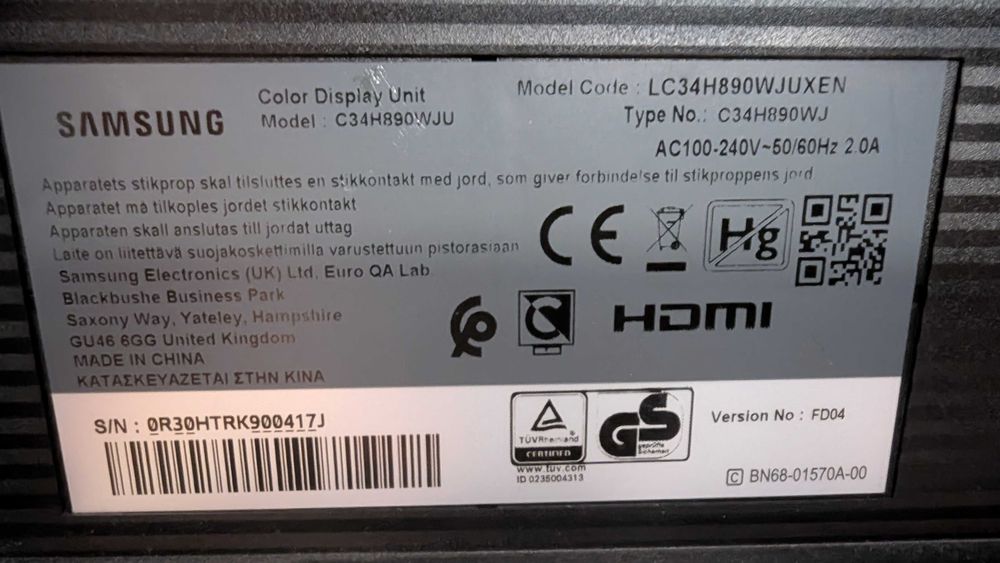 SAMSUNG
Color Display Unit
Model : C34H890WJU
Model Code : LC34H890WJUXEN
Type No.: C34H890WJ
AC100-240V~50/60Hz 2.0A
Apparatets stikprop skal tilsluttes en stikkontakt med jord, som giver forbindelse til stikproppens jord
Apparatet må tilkoples jordet stikkontakt
Apparaten skall anslutas till jordat uttag
Laite on liitettävä suojakoskettimilla varustettuun pistorasiaan
Samsung Electronics (UK) Ltd, Euro QA Lab
Blackbushe Business Park
Saxony Way, Yateley, Hampshire
GU46 6GG United Kingdom
MADE IN CHINA
ΚΑΤΑΣΚΕΥΑΖΕΤΑΙ ΣΤΗΝ ΚΙΝΑ
CE
Hg
HDMI
S/N : 0R30HTRK900417J
TÜVRheinland
CERTIFIED
www.tuv.com
ID 0235004313
GS
geprüfte
Sicherheit
Version No : FD04
C BN68-01570A-00